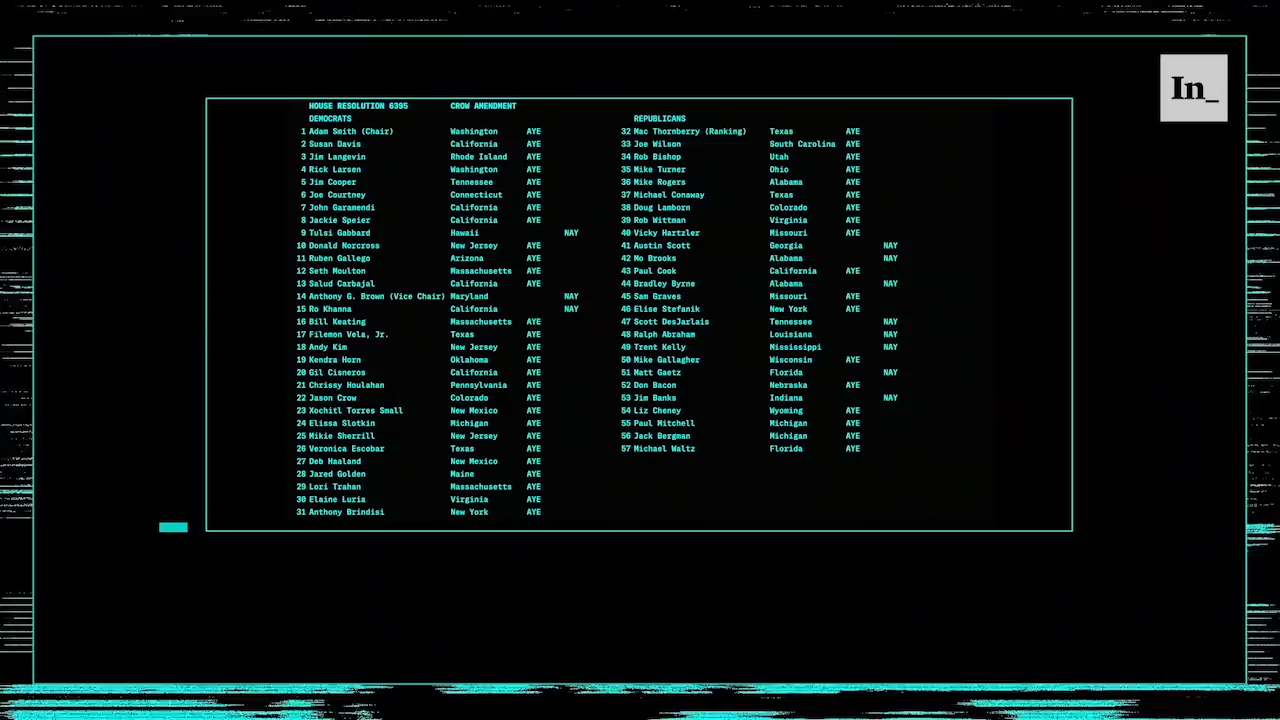 In_
HOUSE RESOLUTION 6395 CROW AMENDMENT
DEMOCRATS REPUBLICANS
1 Adam Smith (Chair) Washington AYE 32 Mac Thornberry (Ranking) Texas AYE
2 Susan Davis California AYE 33 Joe Wilson South Carolina AYE
3 Jim Langevin Rhode Island AYE 34 Rob Bishop Utah AYE
4 Rick Larsen Washington AYE 35 Mike Turner Ohio AYE
5 Jim Cooper Tennessee AYE 36 Mike Rogers Alabama AYE
6 Joe Courtney Connecticut AYE 37 Michael Conaway Texas AYE
7 John Garamendi California AYE 38 Doug Lamborn Colorado AYE
8 Jackie Speier California AYE 39 Rob Wittman Virginia AYE
9 Tulsi Gabbard Hawaii NAY 40 Vicky Hartzler Missouri AYE
10 Donald Norcross New Jersey AYE 41 Austin Scott Georgia NAY
11 Ruben Gallego Arizona AYE 42 Mo Brooks Alabama NAY
12 Seth Moulton Massachusetts AYE 43 Paul Cook California AYE
13 Salud Carbajal California AYE 44 Bradley Byrne Alabama NAY
14 Anthony G. Brown (Vice Chair) Maryland NAY 45 Sam Graves Missouri AYE
15 Ro Khanna California NAY 46 Elise Stefanik New York AYE
16 Bill Keating Massachusetts AYE 47 Scott DesJarlais Tennessee NAY
17 Filemon Vela, Jr. Texas AYE 48 Ralph Abraham Louisiana NAY
18 Andy Kim New Jersey AYE 49 Trent Kelly Mississippi NAY
19 Kendra Horn Oklahoma AYE 50 Mike Gallagher Wisconsin AYE
20 Gil Cisneros California AYE 51 Matt Gaetz Florida NAY
21 Chrissy Houlahan Pennsylvania AYE 52 Don Bacon Nebraska AYE
22 Jason Crow Colorado AYE 53 Jim Banks Indiana NAY
23 Xochitl Torres Small New Mexico AYE 54 Liz Cheney Wyoming AYE
24 Elissa Slotkin Michigan AYE 55 Paul Mitchell Michigan AYE
25 Mikie Sherrill New Jersey AYE 56 Jack Bergman Michigan AYE
26 Veronica Escobar Texas AYE 57 Michael Waltz Florida AYE
27 Deb Haaland New Mexico AYE
28 Jared Golden Maine AYE
29 Lori Trahan Massachusetts AYE
30 Elaine Luria Virginia AYE
31 Anthony Brindisi New York AYE